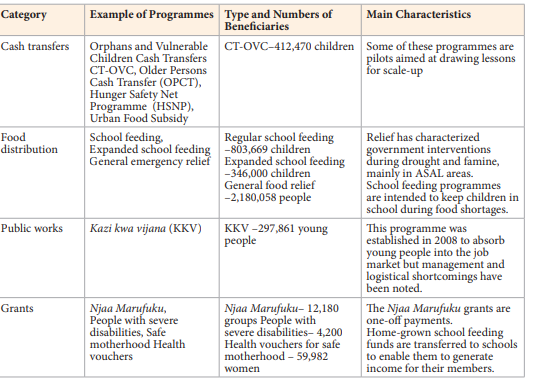 Category
Example of Programmes
Type and Numbers of
Beneficiaries
Main Characteristics
Cash transfers
Orphans and Vulnerable
Children Cash Transfers
CT-OVC, Older Persons
Cash Transfer (OPCT),
Hunger Safety Net
Programme (HSNP),
Urban Food Subsidy
CT-OVC–412,470 children
Some of these programmes are
pilots aimed at drawing lessons
for scale-up
Food
distribution
School feeding,
Expanded school feeding
General emergency relief
Regular school feeding
–803,669 children
Expanded school feeding
–346,000 children
General food relief
–2,180,058 people
Relief has characterized
government interventions
during drought and famine,
mainly in ASAL areas.
School feeding programmes
are intended to keep children in
school during food shortages.
Public works
Kazi kwa vijana (KKV)
KKV –297,861 young
people
This programme was
established in 2008 to absorb
young people into the job
market but management and
logistical shortcomings have
been noted.
Grants
Njaa Marufuku,
People with severe
disabilities, Safe
motherhood Health
vouchers
Njaa Marufuku– 12,180
groups People with
severe disabilities– 4,200
Health vouchers for safe
motherhood – 59,982
women
The Njaa Marufuku grants are
one-off payments.
Home-grown school feeding
funds are transferred to schools
to enable them to generate
income for their members.